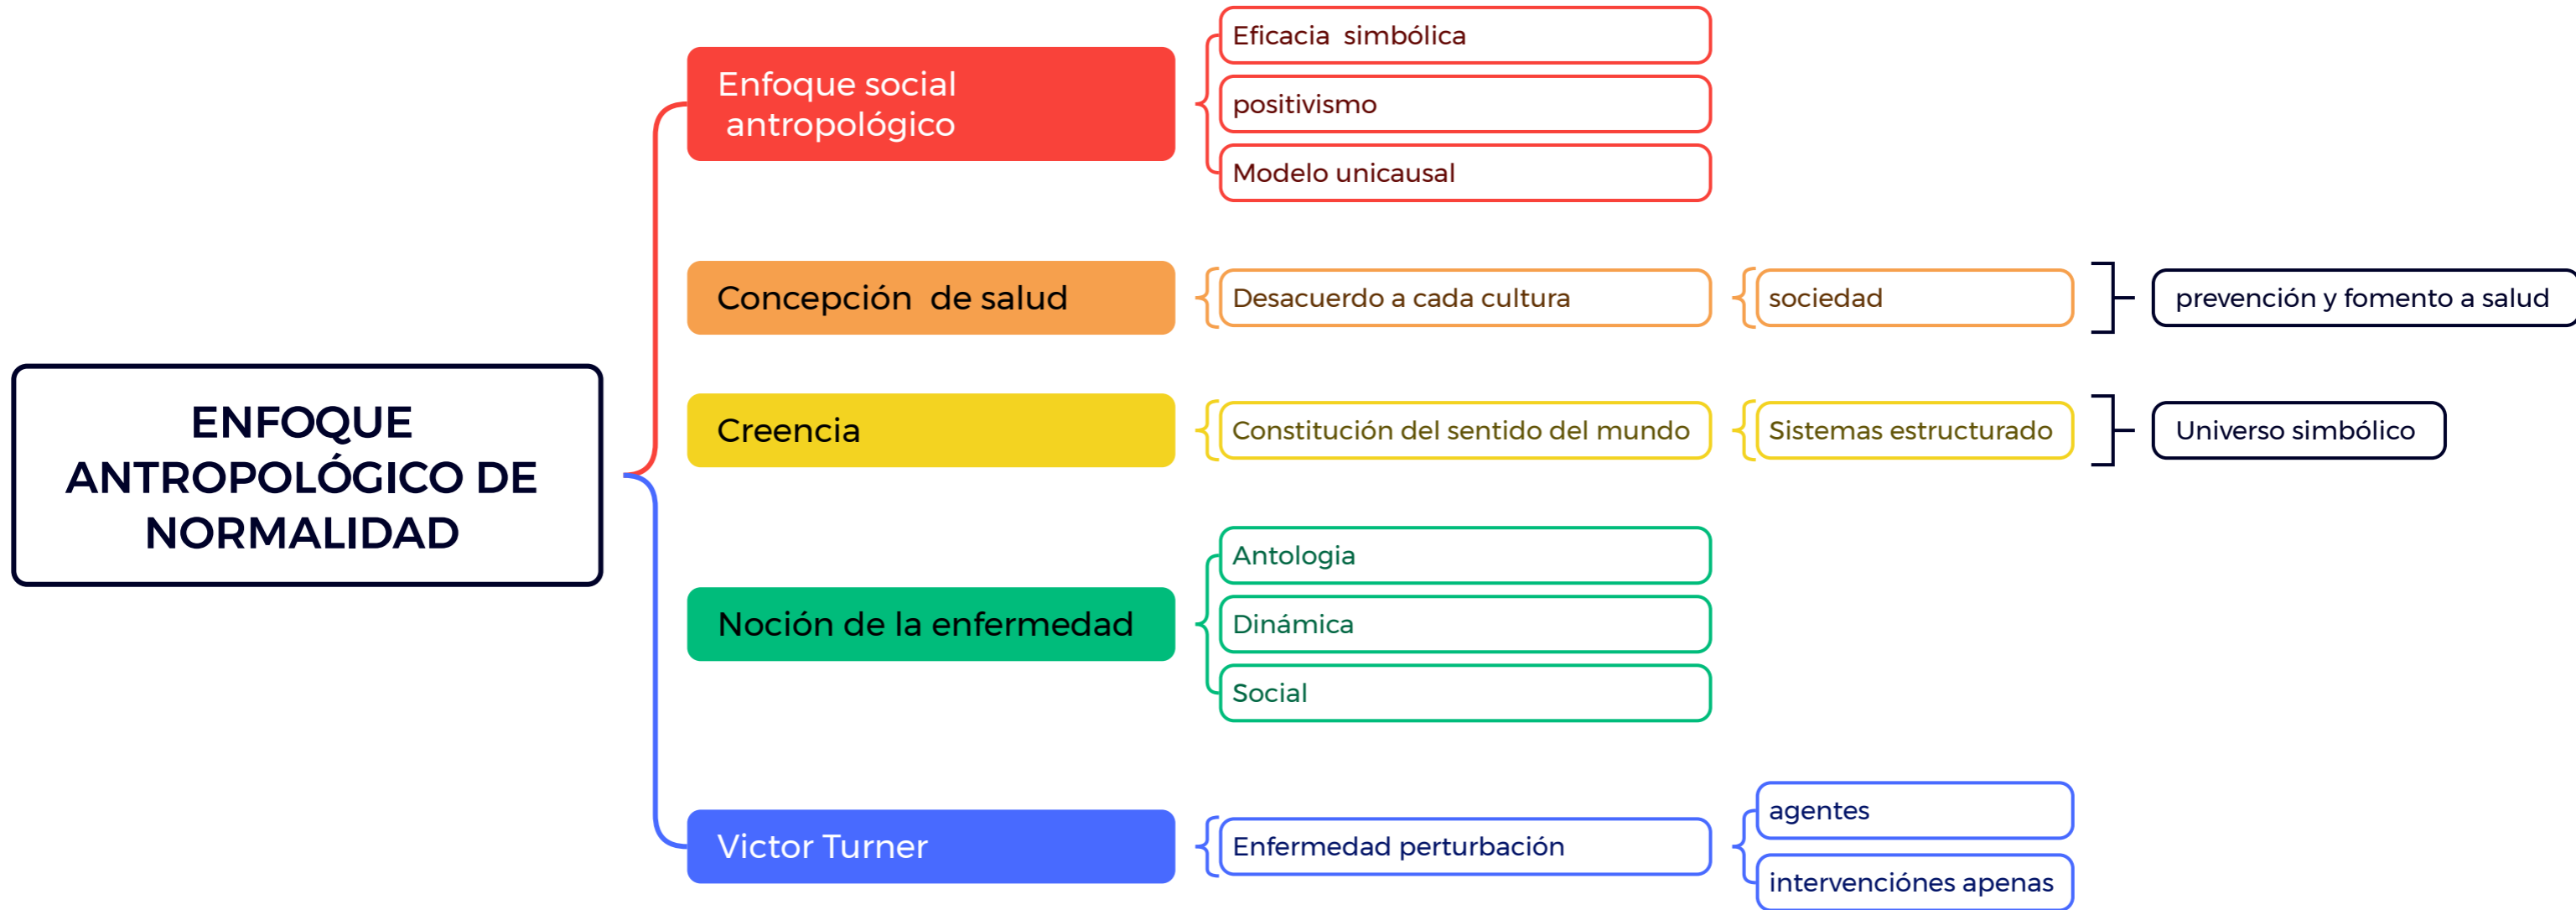 Eficacia simbólica
Enfoque social
antropológico
positivismo
Modelo unicausal
Concepción de salud
Desacuerdo a cada cultura
sociedad
prevención y fomento a salud
ENFOQUE
ANTROPOLÓGICO DE
NORMALIDAD
Creencia
Constitución del sentido del mundo
Sistemas estructurado
Universo simbólico
Noción de la enfermedad
Antologia
Dinámica
Social
Victor Turner
Enfermedad perturbación
agentes
intervenciónes apenas